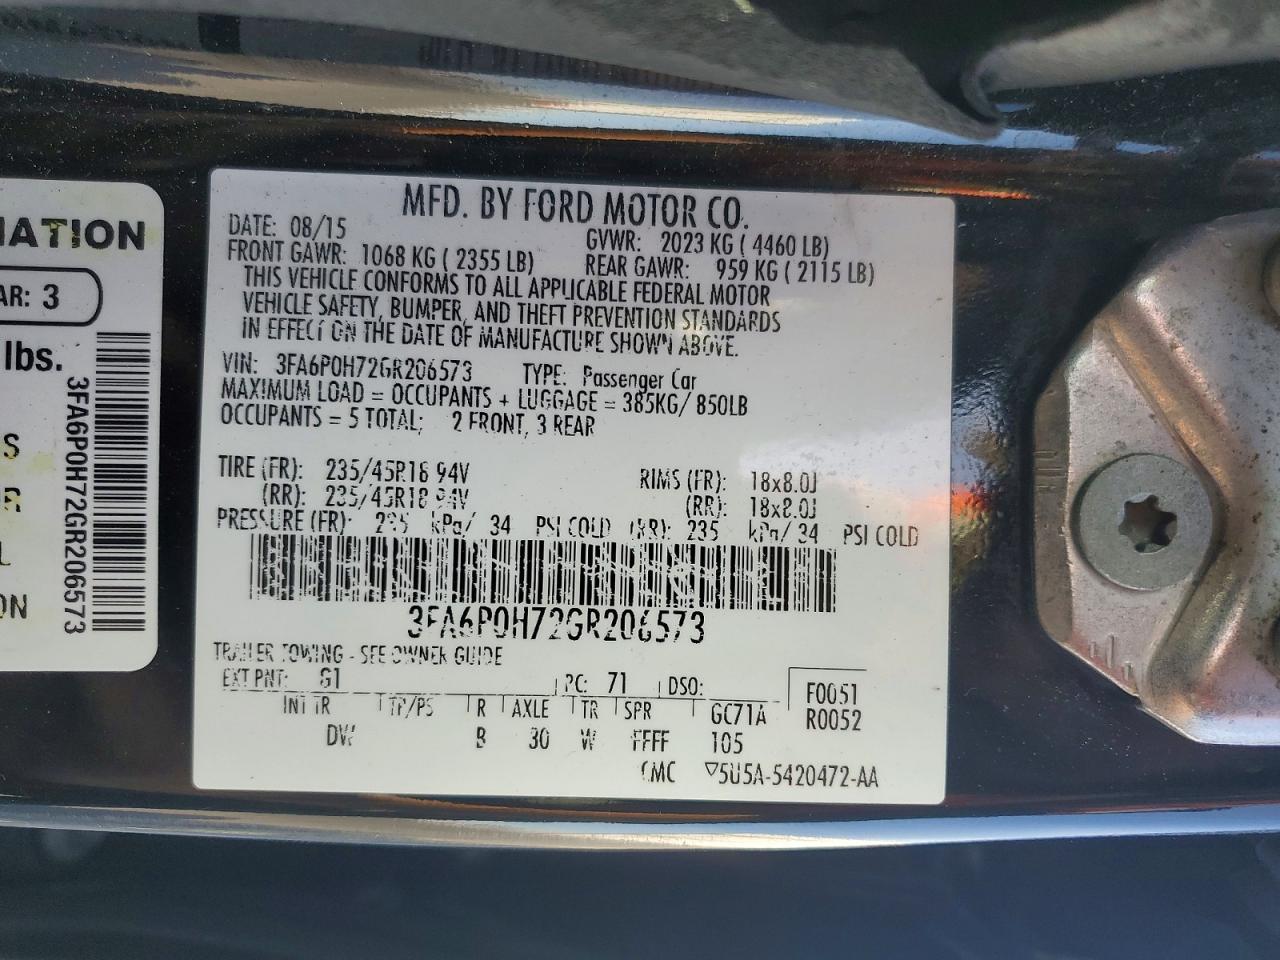 MATION
AR: 3
lbs.
3FA6P0H72GR206573
S
R
L
ON
MFD. BY FORD MOTOR CO.
DATE: 08/15 GVWR: 2023 KG ( 4460 LB)
FRONT GAWR: 1068 KG ( 2355 LB) REAR GAWR: 959 KG ( 2115 LB)
THIS VEHICLE CONFORMS TO ALL APPLICABLE FEDERAL MOTOR
VEHICLE SAFETY, BUMPER, AND THEFT PREVENTION STANDARDS
IN EFFECT ON THE DATE OF MANUFACTURE SHOWN ABOVE.
VIN: 3FA6P0H72GR206573 TYPE: Passenger Car
MAXIMUM LOAD = OCCUPANTS + LUGGAGE = 385KG/ 850LB
OCCUPANTS = 5 TOTAL; 2 FRONT, 3 REAR
TIRE (FR): 235/45R18 94V RIMS (FR): 18x8.0J
(RR): 235/45R18 94V (RR): 18x8.0J
PRESSURE (FR): 235 kPa/ 34 PSI COLD (RR): 235 kPa/ 34 PSI COLD
3FA6P0H72GR206573
TRAILER TOWING - SEE OWNER GUIDE
EXT PNT: G1 PC: 71 DSO: F0051
INT TR TP/PS R AXLE TR SPR GC71A R0052
DW B 30 W FFFF 105
CMC ▽5U5A-5420472-AA